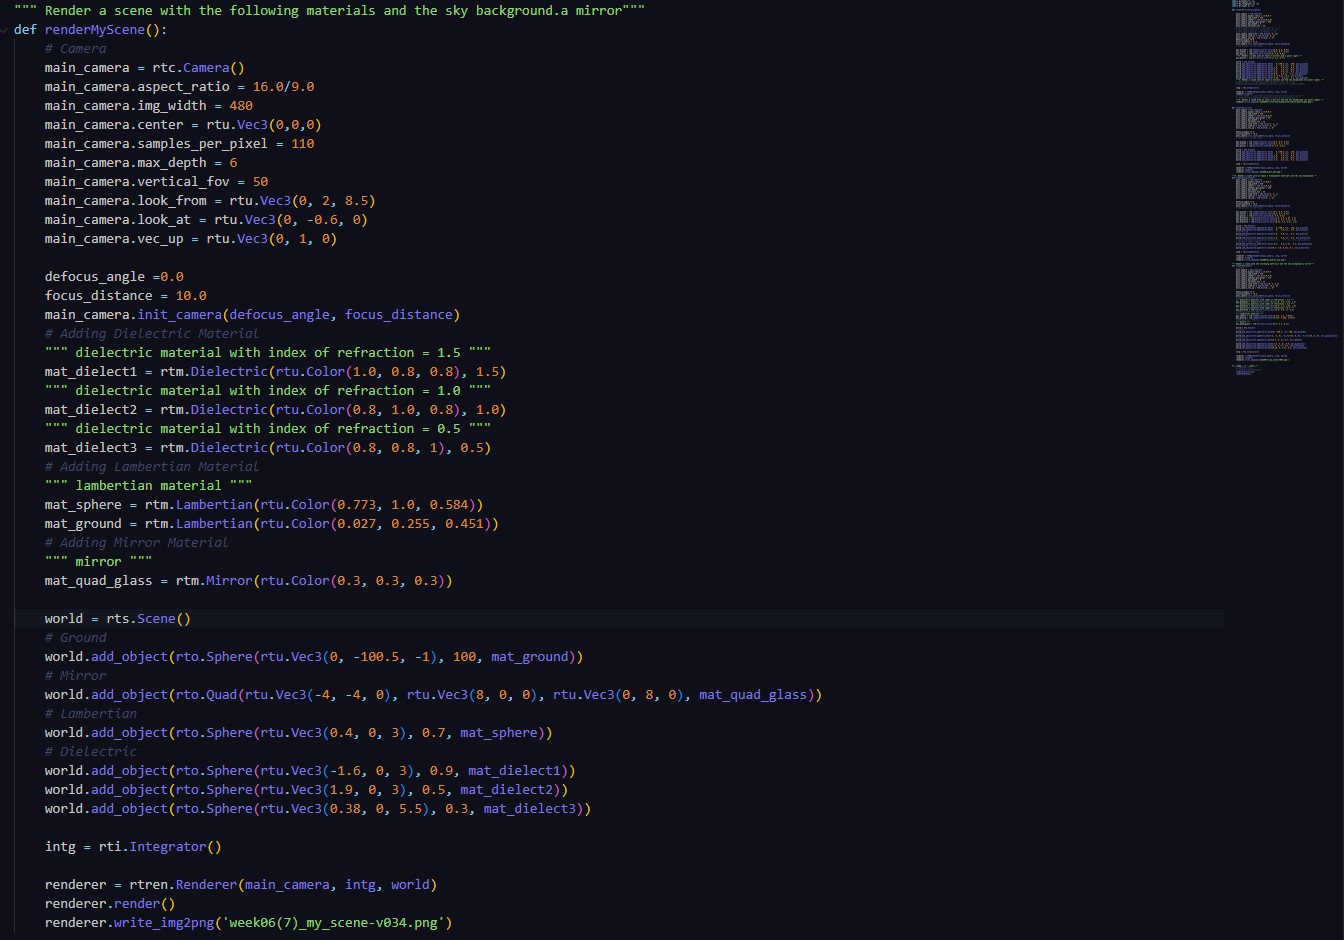 """ Render a scene with the following materials and the sky background.a mirror"""
def renderMyScene():
    # Camera
    main_camera = rtc.Camera()
    main_camera.aspect_ratio = 16.0/9.0
    main_camera.img_width = 480
    main_camera.center = rtu.Vec3(0,0,0)
    main_camera.samples_per_pixel = 110
    main_camera.max_depth = 6
    main_camera.vertical_fov = 50
    main_camera.look_from = rtu.Vec3(0, 2, 8.5)
    main_camera.look_at = rtu.Vec3(0, -0.6, 0)
    main_camera.vec_up = rtu.Vec3(0, 1, 0)

    defocus_angle =0.0
    focus_distance = 10.0
    main_camera.init_camera(defocus_angle, focus_distance)
    # Adding Dielectric Material
    """ dielectric material with index of refraction = 1.5 """
    mat_dielect1 = rtm.Dielectric(rtu.Color(1.0, 0.8, 0.8), 1.5)
    """ dielectric material with index of refraction = 1.0 """
    mat_dielect2 = rtm.Dielectric(rtu.Color(0.8, 1.0, 0.8), 1.0)
    """ dielectric material with index of refraction = 0.5 """
    mat_dielect3 = rtm.Dielectric(rtu.Color(0.8, 0.8, 1), 0.5)
    # Adding Lambertian Material
    """ lambertian material """
    mat_sphere = rtm.Lambertian(rtu.Color(0.773, 1.0, 0.584))
    mat_ground = rtm.Lambertian(rtu.Color(0.027, 0.255, 0.451))
    # Adding Mirror Material
    """ mirror """
    mat_quad_glass = rtm.Mirror(rtu.Color(0.3, 0.3, 0.3))

    world = rts.Scene()
    # Ground
    world.add_object(rto.Sphere(rtu.Vec3(0, -100.5, -1), 100, mat_ground))
    # Mirror
    world.add_object(rto.Quad(rtu.Vec3(-4, -4, 0), rtu.Vec3(8, 0, 0), rtu.Vec3(0, 8, 0), mat_quad_glass))
    # Lambertian
    world.add_object(rto.Sphere(rtu.Vec3(0.4, 0, 3), 0.7, mat_sphere))
    # Dielectric
    world.add_object(rto.Sphere(rtu.Vec3(-1.6, 0, 3), 0.9, mat_dielect1))
    world.add_object(rto.Sphere(rtu.Vec3(1.9, 0, 3), 0.5, mat_dielect2))
    world.add_object(rto.Sphere(rtu.Vec3(0.38, 0, 5.5), 0.3, mat_dielect3))

    intg = rti.Integrator()

    renderer = rtren.Renderer(main_camera, intg, world)
    renderer.render()
    renderer.write_img2png('week06(7)_my_scene-v034.png')